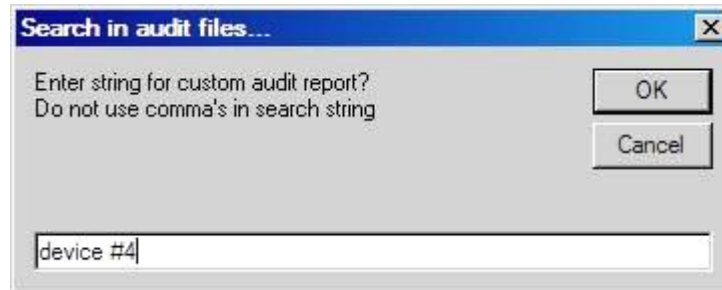 Search in audit files...
Enter string for custom audit report?
Do not use comma's in search string
OK
Cancel
device #4